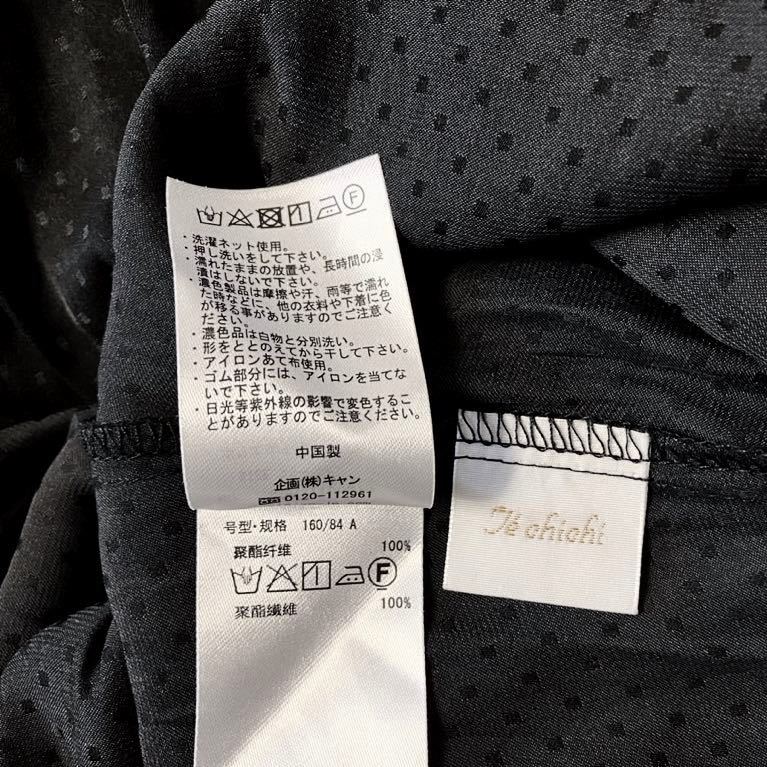 F
・洗濯ネット使用。
・押し洗いをして下さい。
・濡れたままの放置や、長時間の浸
漬はしないで下さい。
・濃色製品は摩擦や汗、雨等で濡れ
た時などに、他の衣料や下着に色
が移る事がありますのでご注意く
ださい。
・濃色品は白物と分別洗い。
・形をととのえてから干して下さい。
・アイロンあて布使用。
・ゴム部分には、アイロンを当てな
いで下さい。
・日光等紫外線の影響で変色するこ
とがありますのでご注意ください。
中国製
企画(株)キャン
0120-112961
号型·规格 160/84 A
聚酯纤维 100%
F
聚酯纖維 100%
Té chichi